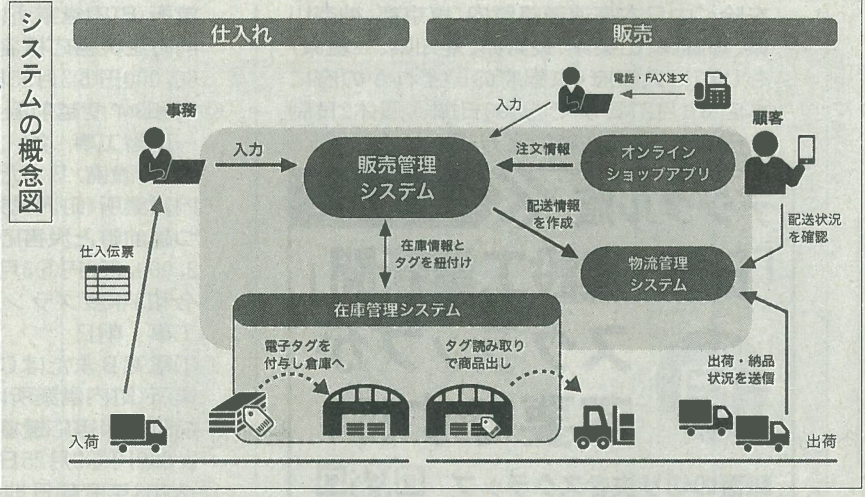 システムの概念図
仕入れ
販売
電話・FAX注文
事務
入力
顧客
入力
販売管理
システム
注文情報
オンライン
ショップアプリ
配送情報
を作成
配送状況
を確認
在庫情報と
タグを紐付け
物流管理
システム
仕入伝票
在庫管理システム
電子タグを
付与し倉庫へ
タグ読み取り
で商品出し
出荷・納品
状況を送信
入荷
出荷